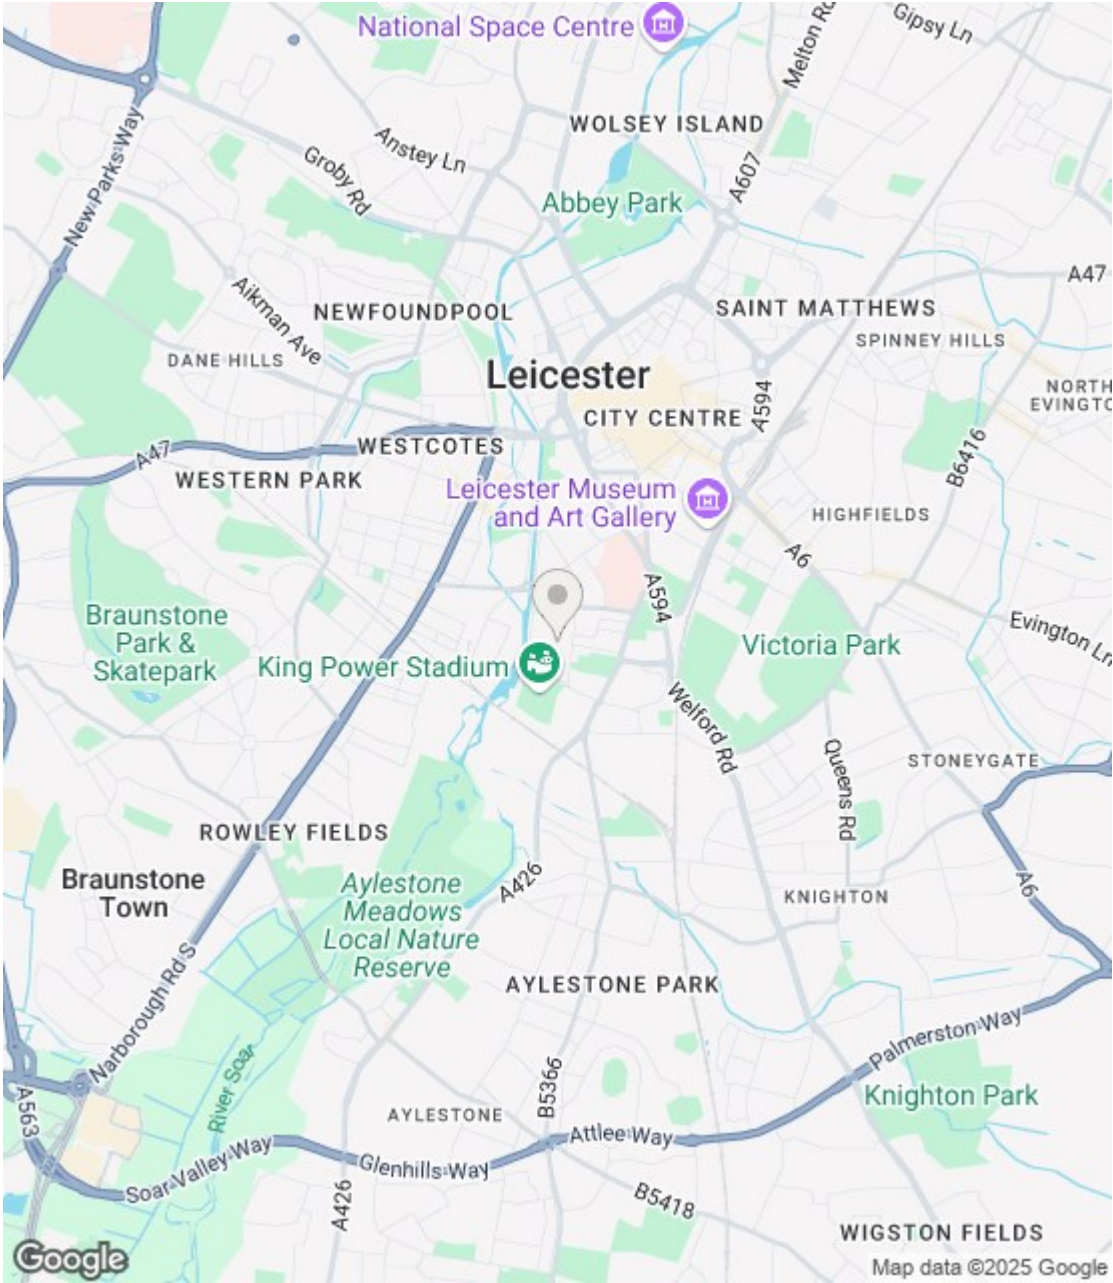 National Space Centre
Gipsy Ln
Melton Rd
WOLSEY ISLAND
Anstey Ln
Groby Rd
A607
New Parks Way
Abbey Park
A47
Aikman Ave
NEWFOUNDPOOL
SAINT MATTHEWS
SPINNEY HILLS
DANE HILLS
Leicester
NORTH
EVINGTO
CITY CENTRE
A594
WESTCOTES
A47
B6416
WESTERN PARK
Leicester Museum
and Art Gallery
HIGHFIELDS
A6
A594
Braunstone
Park &
Skatepark
Evington Ln
Victoria Park
King Power Stadium
Welford Rd
Queens Rd
STONEYGATE
ROWLEY FIELDS
Braunstone
Town
A426
A6
Aylestone
Meadows
Local Nature
Reserve
KNIGHTON
AYLESTONE PARK
Narborough Rd S
Palmerston Way
River Soar
B5366
Knighton Park
A563
AYLESTONE
Attlee Way
Soar Valley Way
Glenhills Way
A426
B5418
WIGSTON FIELDS
Google
Map data ©2025 Google